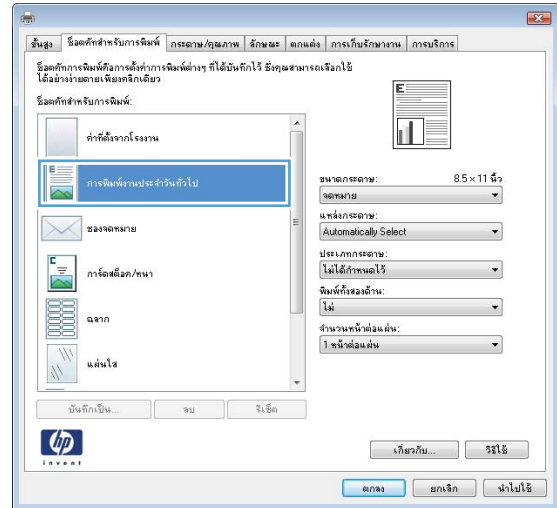 ขั้นสูง
ช็อตคัทสำหรับการพิมพ์
กระดาษ/คุณภาพ
ลักษณะ
ตกแต่ง
การเก็บรักษางาน
การบริการ
ช็อตคัทการพิมพ์คือการตั้งค่าการพิมพ์ต่างๆ ที่ได้บันทึกไว้ ซึ่งคุณสามารถเลือกใช้
ได้อย่างง่ายดายเพียงคลิกเดียว
ช็อตคัทสำหรับการพิมพ์:
ค่าที่ตั้งจากโรงงาน
การพิมพ์งานประจำวันทั่วไป
ซองจดหมาย
การ์ดสต็อค/หนา
ฉลาก
แผ่นใส
E
ขนาดกระดาษ:
8.5 × 11 นิ้ว
จดหมาย
แหล่งกระดาษ:
Automatically Select
ประเภทกระดาษ:
ไม่ได้กำหนดไว้
พิมพ์ทั้งสองด้าน:
ไม่
จำนวนหน้าต่อแผ่น:
1 หน้าต่อแผ่น
บันทึกเป็น...
ลบ
รีเซ็ต
hp
invent
เกี่ยวกับ...
วิธีใช้
ตกลง
ยกเลิก
นำไปใช้